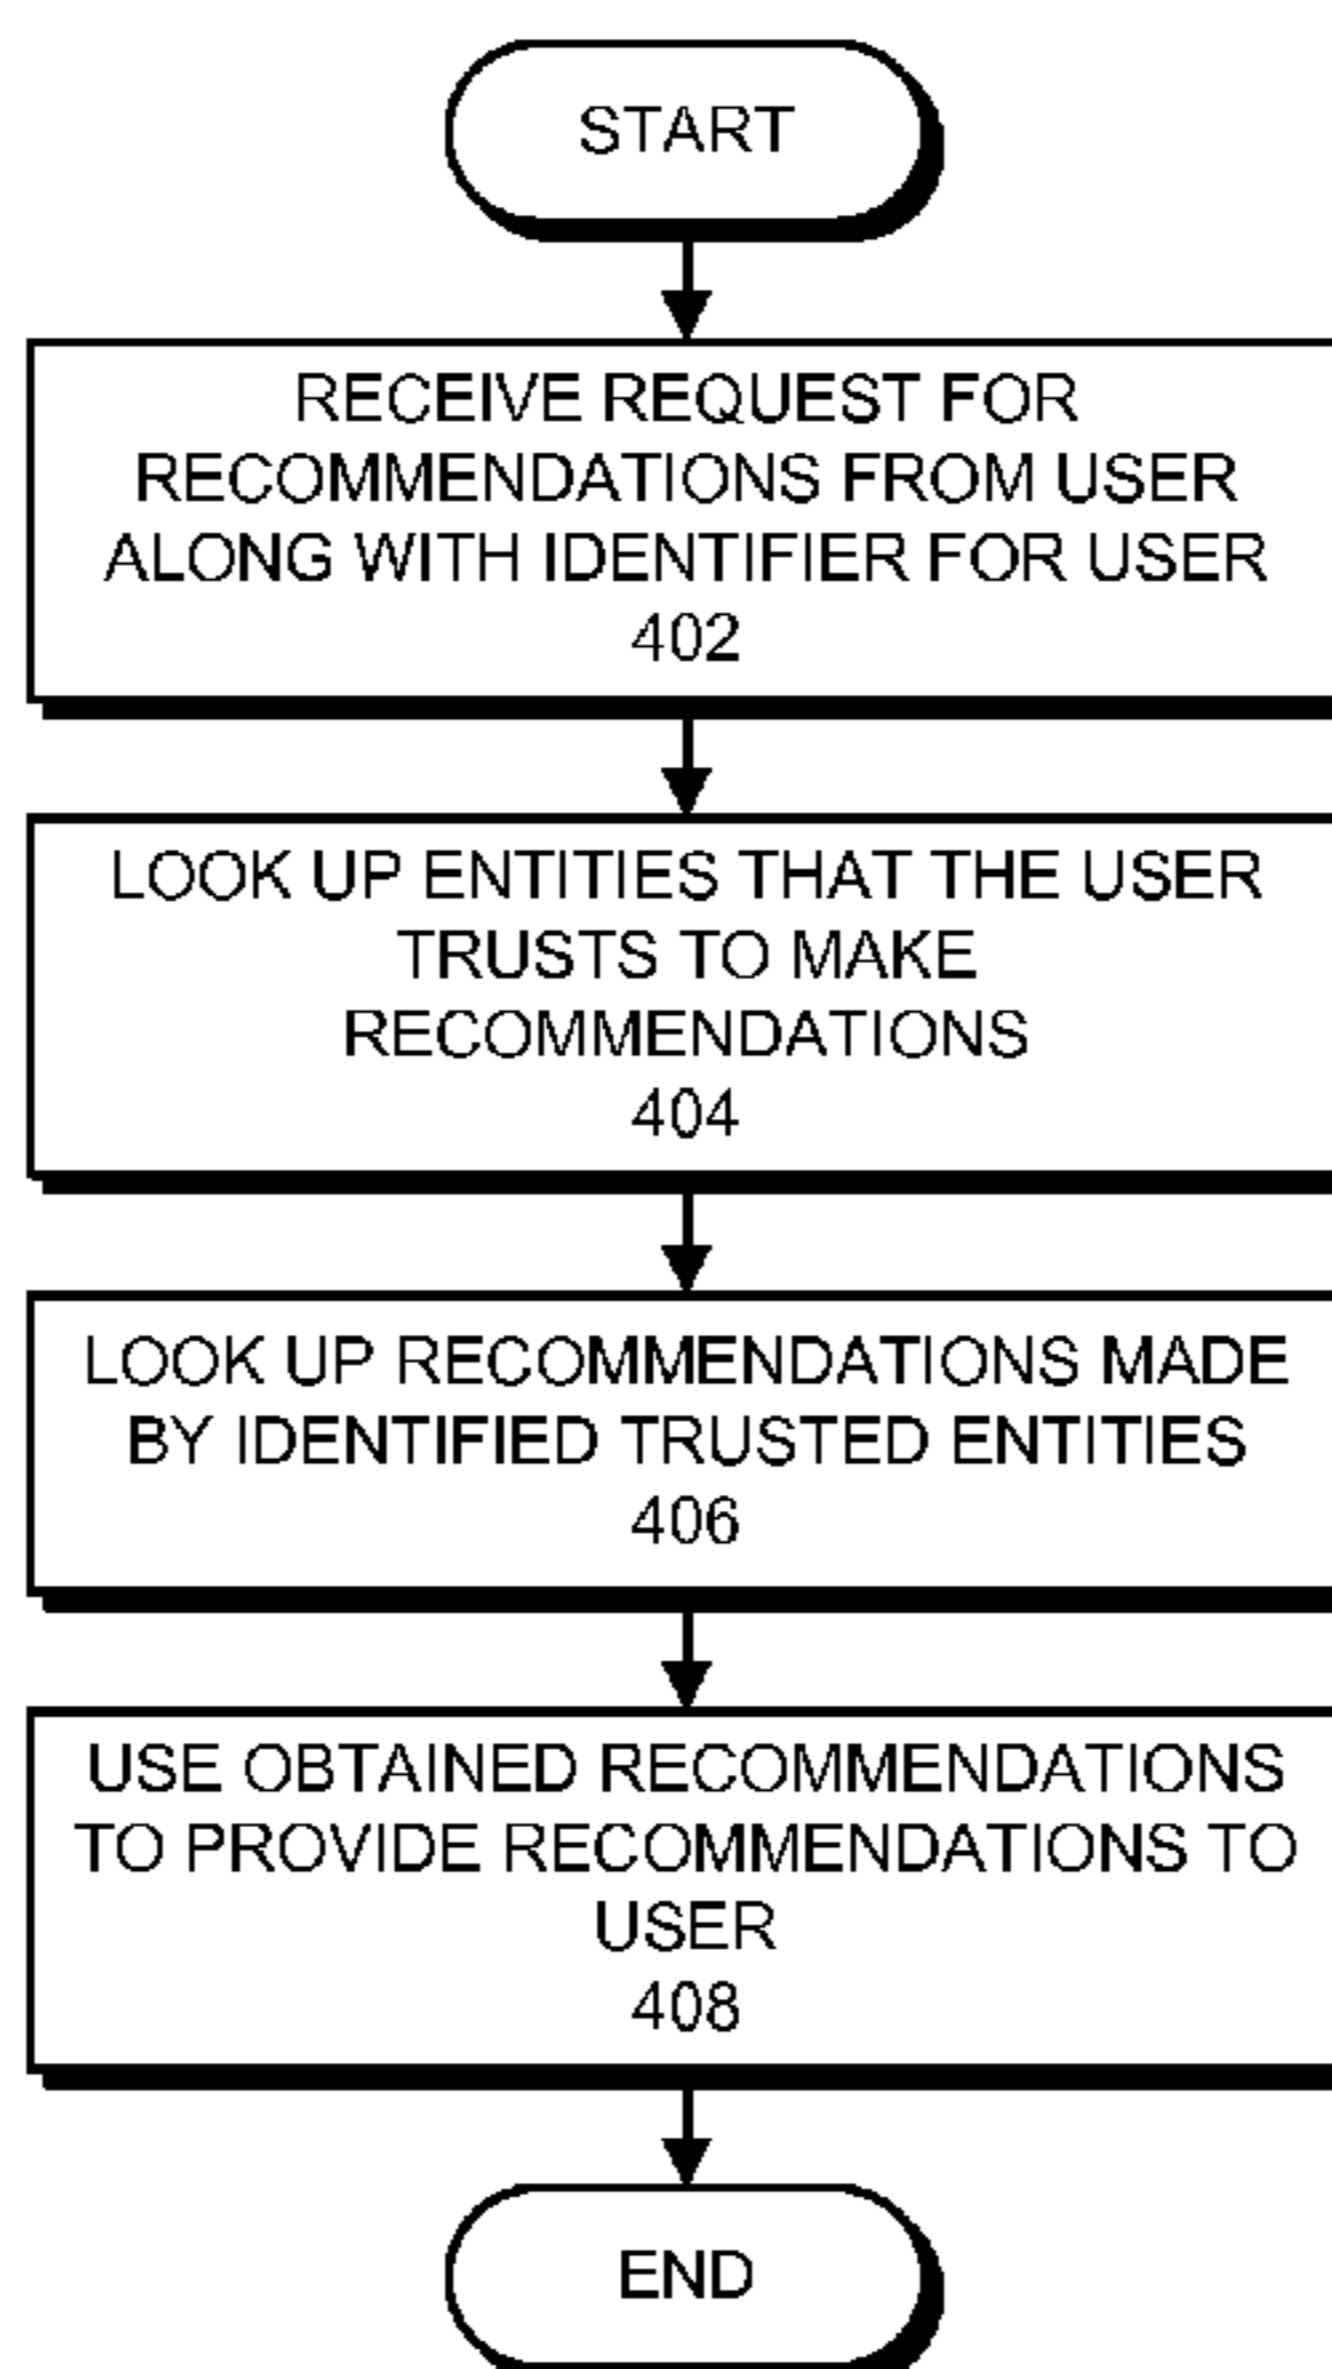 START
RECEIVE REQUEST FOR
RECOMMENDATIONS FROM USER
ALONG WITH IDENTIFIER FOR USER
402
LOOK UP ENTITIES THAT THE USER
TRUSTS TO MAKE
RECOMMENDATIONS
404
LOOK UP RECOMMENDATIONS MADE
BY IDENTIFIED TRUSTED ENTITIES
406
USE OBTAINED RECOMMENDATIONS
TO PROVIDE RECOMMENDATIONS TO
USER
408
END